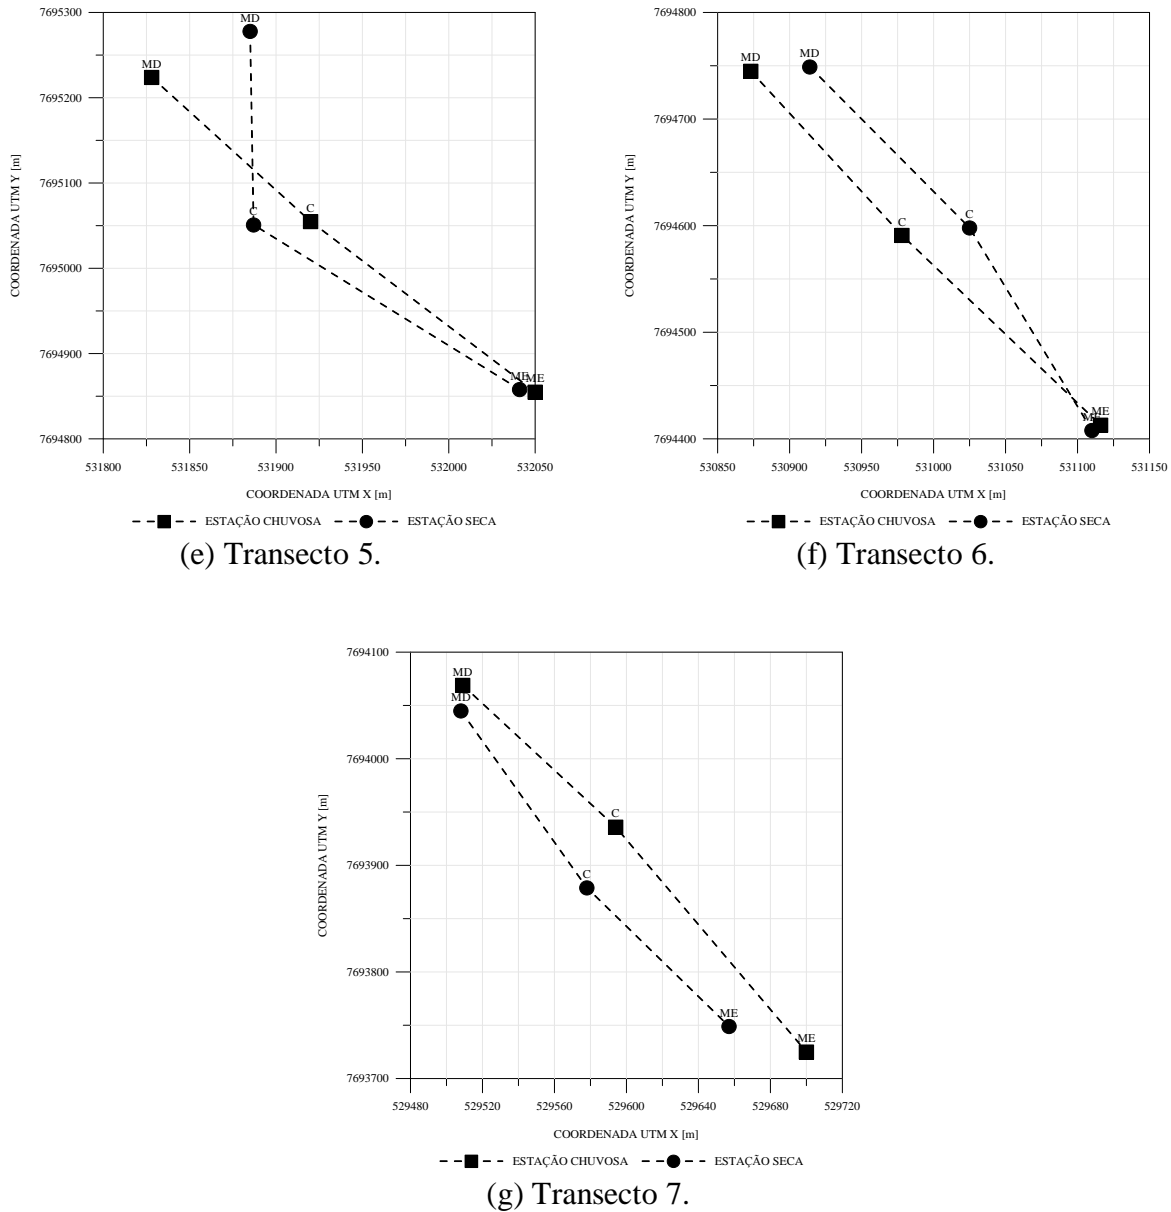 7695300
7695200
7695100
7695000
7694900
7694800
COORDENADA UTM Y [m]
MD
MD
C
C
ME
ME
531800 531850 531900 531950 532000 532050
COORDENADA UTM X [m]
ESTAÇÃO CHUVOSA ESTAÇÃO SECA
(e) Transecto 5.
7694800
7694700
7694600
7694500
7694400
COORDENADA UTM Y [m]
MD
MD
C
C
ME
ME
530850 530900 530950 531000 531050 531100 531150
COORDENADA UTM X [m]
ESTAÇÃO CHUVOSA ESTAÇÃO SECA
(f) Transecto 6.
7694100
7694000
7693900
7693800
7693700
COORDENADA UTM Y [m]
MD
MD
C
C
ME
ME
529480 529520 529560 529600 529640 529680 529720
COORDENADA UTM X [m]
ESTAÇÃO CHUVOSA ESTAÇÃO SECA
(g) Transecto 7.